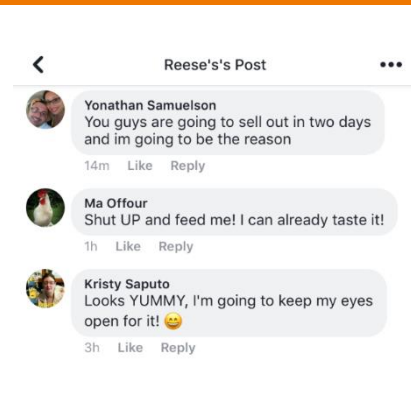 Reese's's Post
Yonathan Samuelson
You guys are going to sell out in two days
and im going to be the reason
14m Like Reply
Ma Offour
Shut UP and feed me! I can already taste it!
1h Like Reply
Kristy Saputo
Looks YUMMY, I'm going to keep my eyes
open for it! 😄
3h Like Reply